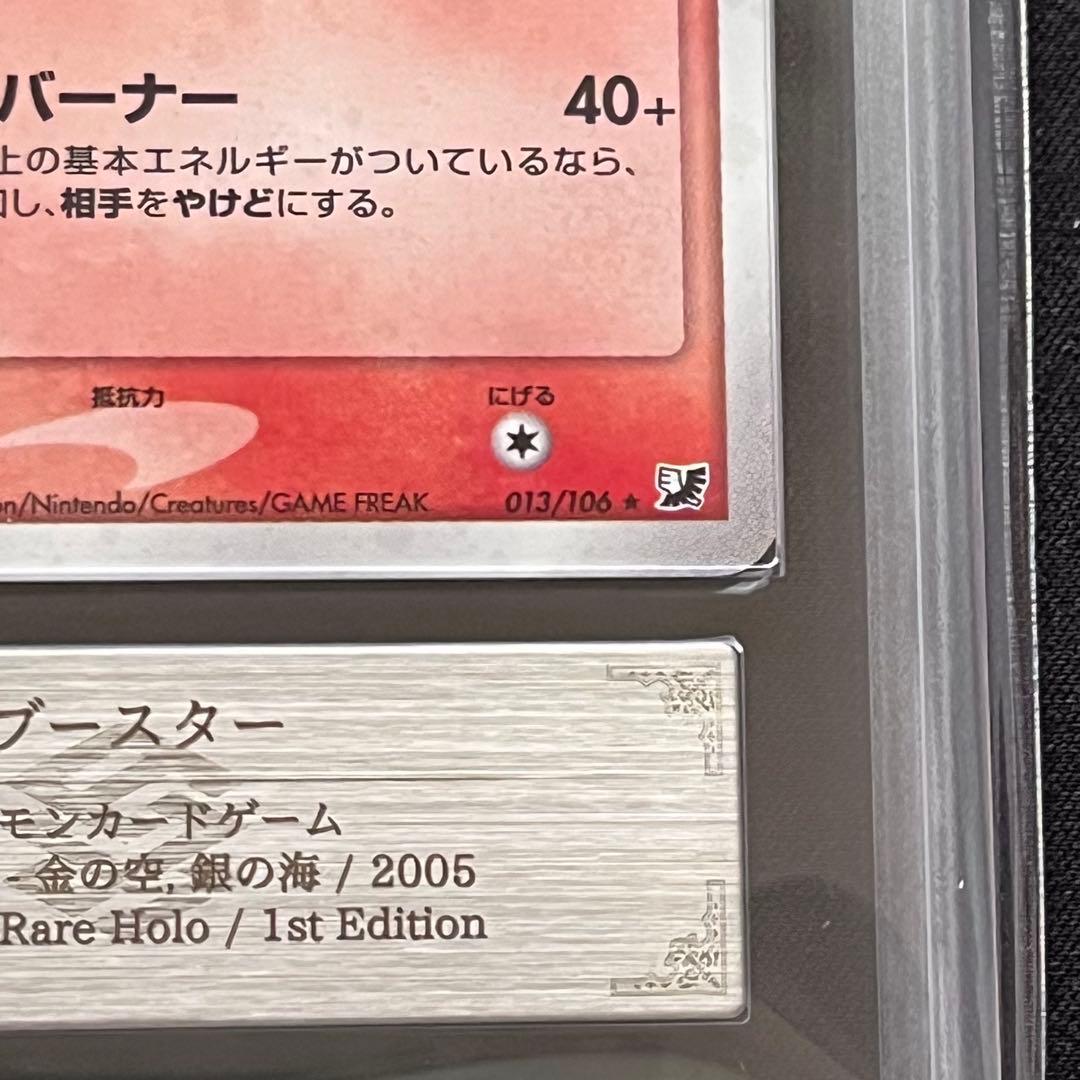 バーナー 40+
上の基本エネルギーがついているなら、
し、相手をやけどにする。
抵抗力 にげる
on/Nintendo/Creatures/GAME FREAK 013/106 ★
ブースター
モンカードゲーム
- 金の空, 銀の海 / 2005
Rare Holo / 1st Edition